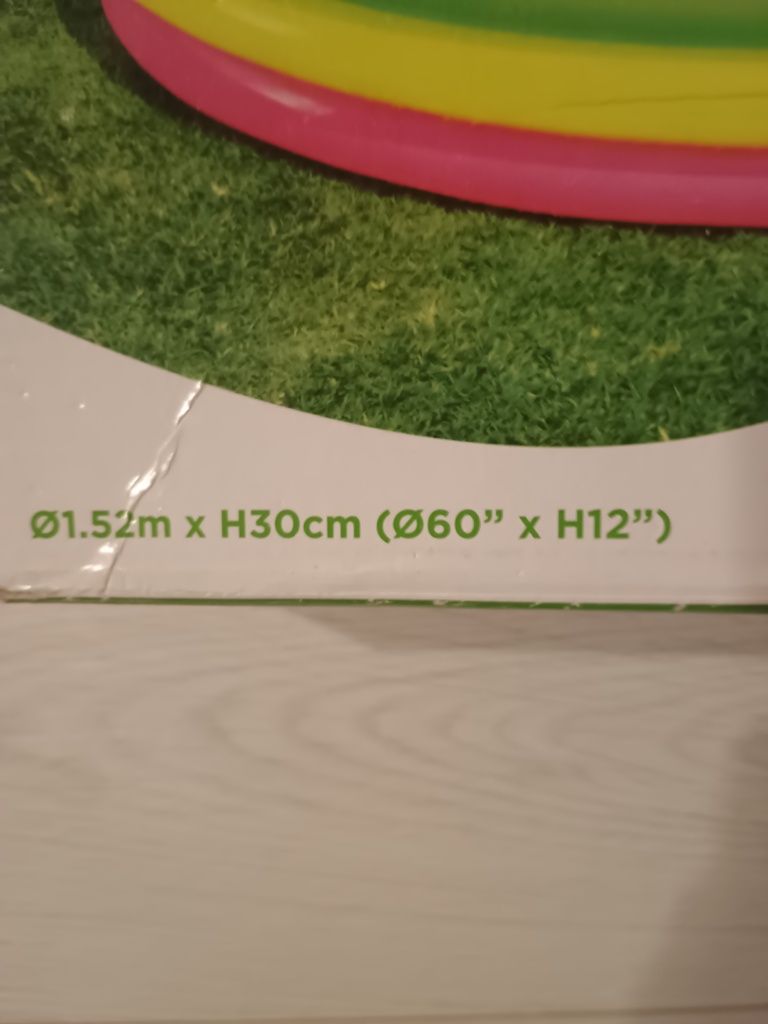 Ø1.52m x H30cm (Ø60” x H12”)